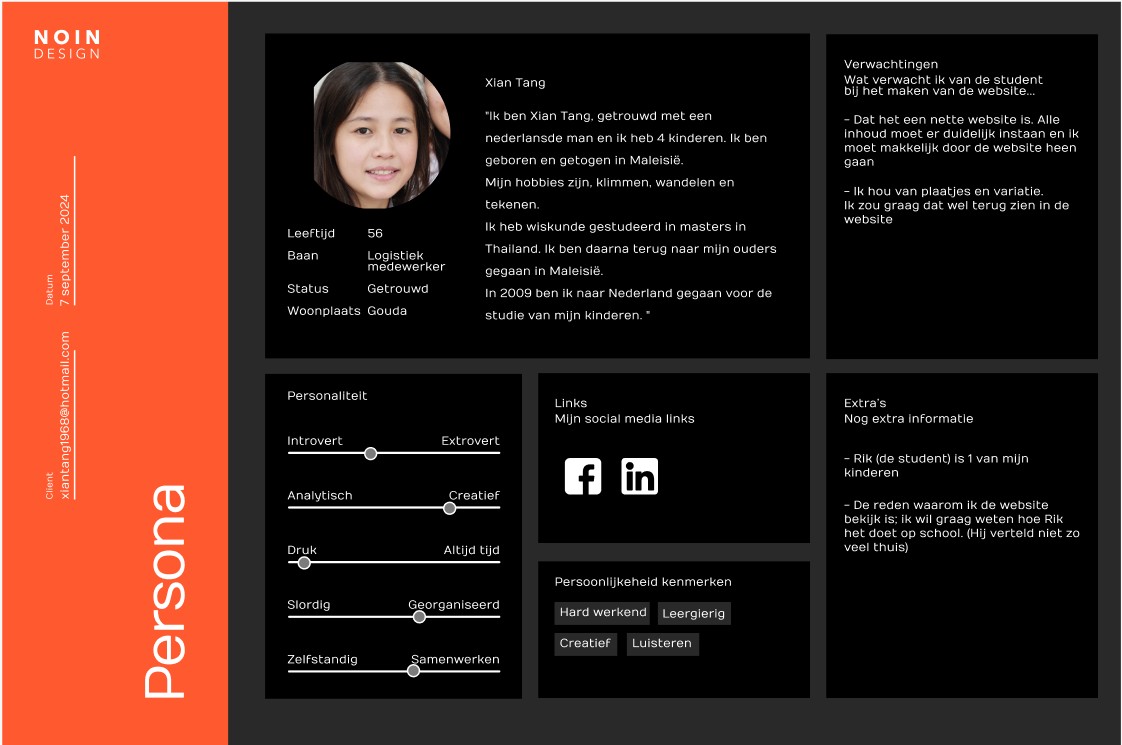 NOIN
DESIGN
Datum
7 september 2024
Client
xiantang1968@hotmail.com
Persona
Xian Tang
"Ik ben Xian Tang, getrouwd met een
nederlansde man en ik heb 4 kinderen. Ik ben
geboren en getogen in Maleisië.
Mijn hobbies zijn, klimmen, wandelen en
tekenen.
Ik heb wiskunde gestudeerd in masters in
Thailand. Ik ben daarna terug naar mijn ouders
gegaan in Maleisië.
In 2009 ben ik naar Nederland gegaan voor de
studie van mijn kinderen. "
Leeftijd 56
Baan Logistiek
medewerker
Status Getrouwd
Woonplaats Gouda
Verwachtingen
Wat verwacht ik van de student
bij het maken van de website...
- Dat het een nette website is. Alle
inhoud moet er duidelijk instaan en ik
moet makkelijk door de website heen
gaan
- Ik hou van plaatjes en variatie.
Ik zou graag dat wel terug zien in de
website
Personaliteit
Introvert Extrovert
Analytisch Creatief
Druk Altijd tijd
Slordig Georganiseerd
Zelfstandig Samenwerken
Links
Mijn social media links
f in
Persoonlijkeheid kenmerken
Hard werkend Leergierig
Creatief Luisteren
Extra's
Nog extra informatie
- Rik (de student) is 1 van mijn
kinderen
- De reden waarom ik de website
bekijk is; ik wil graag weten hoe Rik
het doet op school. (Hij verteld niet zo
veel thuis)